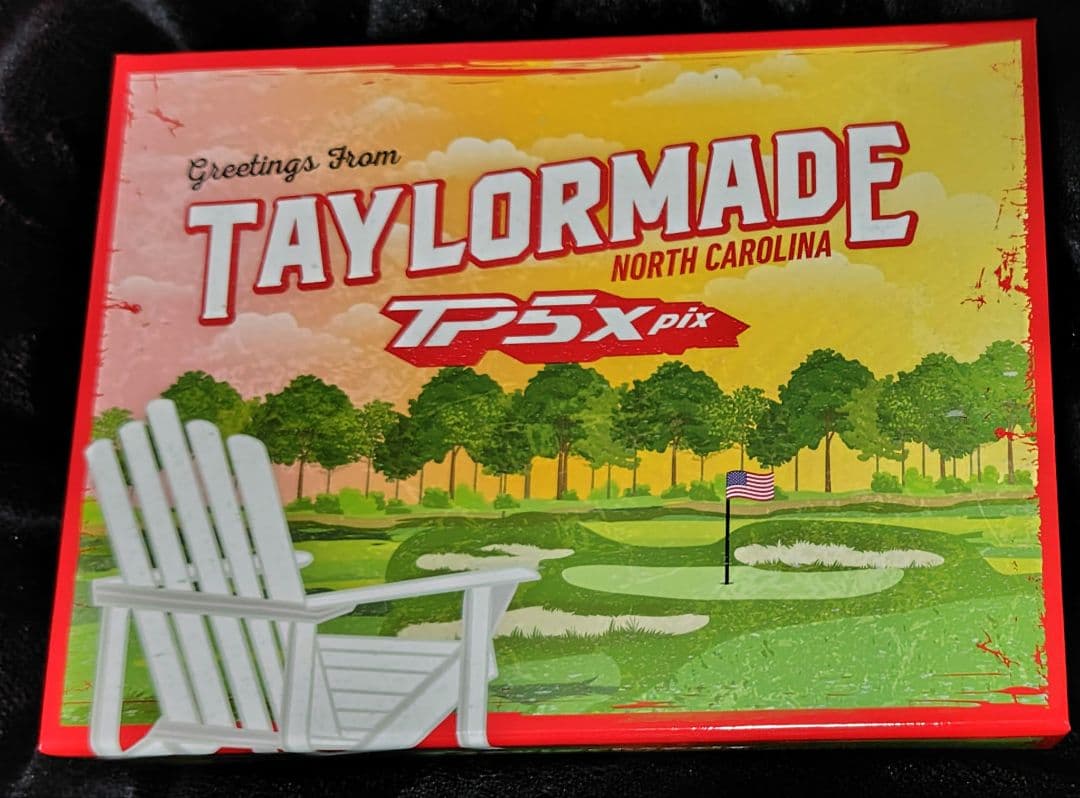 Greetings From
TAYLORMADE
NORTH CAROLINA
TP5x pix